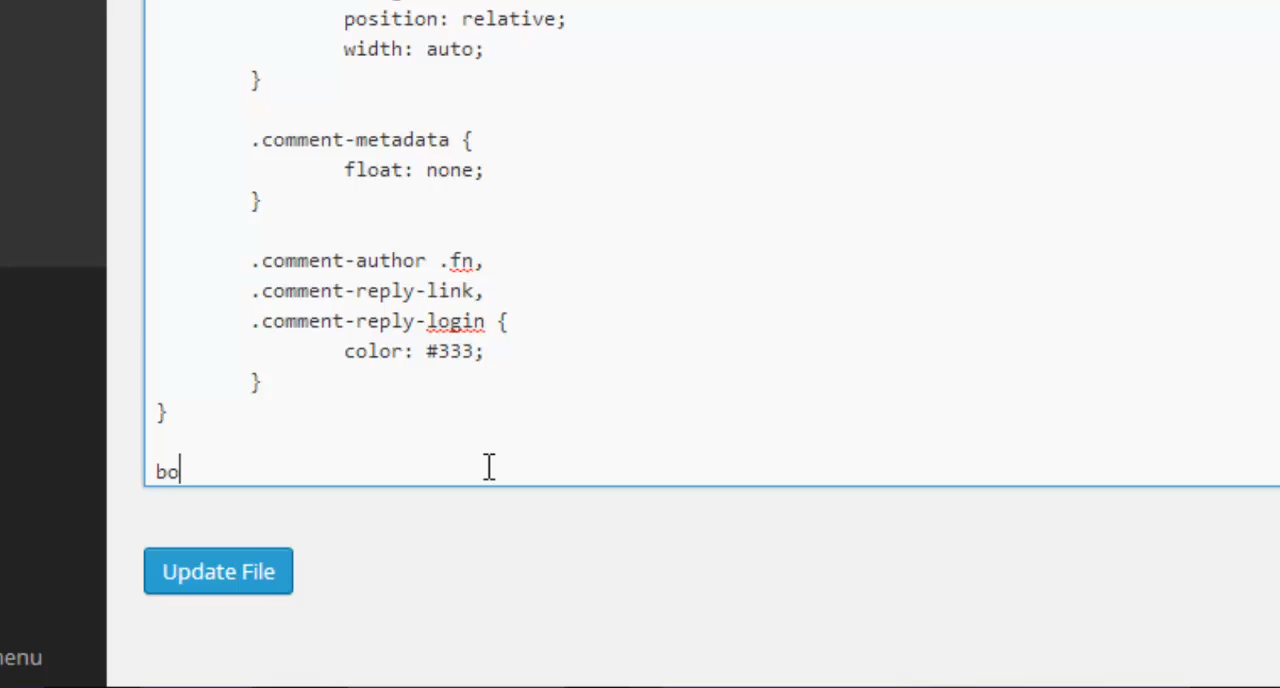 position: relative;
width: auto;
}
.comment-metadata {
float: none;
}
.comment-author .fn,
.comment-reply-link,
.comment-reply-login {
color: #333;
}
}
bo
Update File